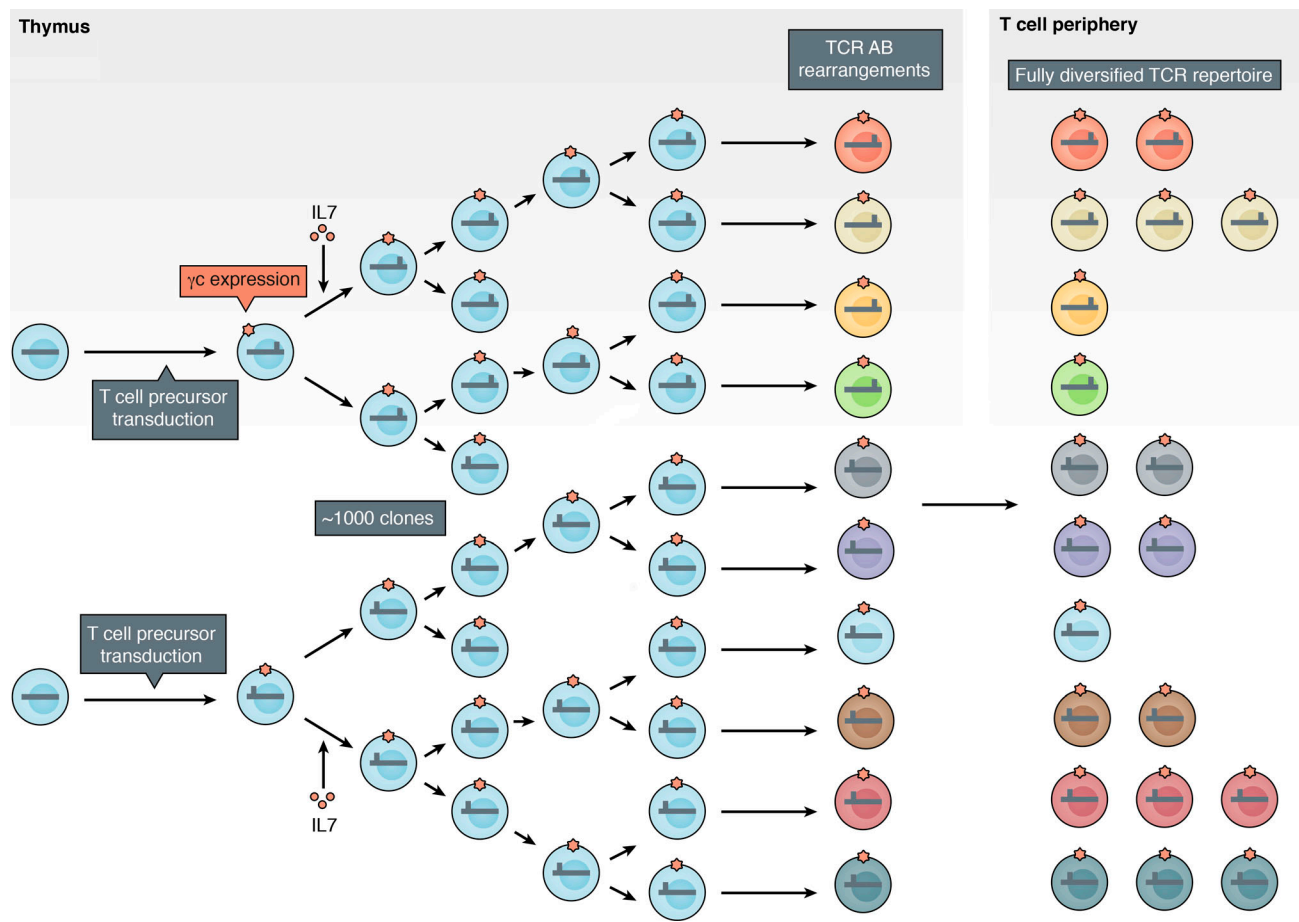 Thymus
T cell periphery
TCR AB
rearrangements
Fully diversified TCR repertoire
IL7
γc expression
T cell precursor
transduction
~1000 clones
T cell precursor
transduction
IL7